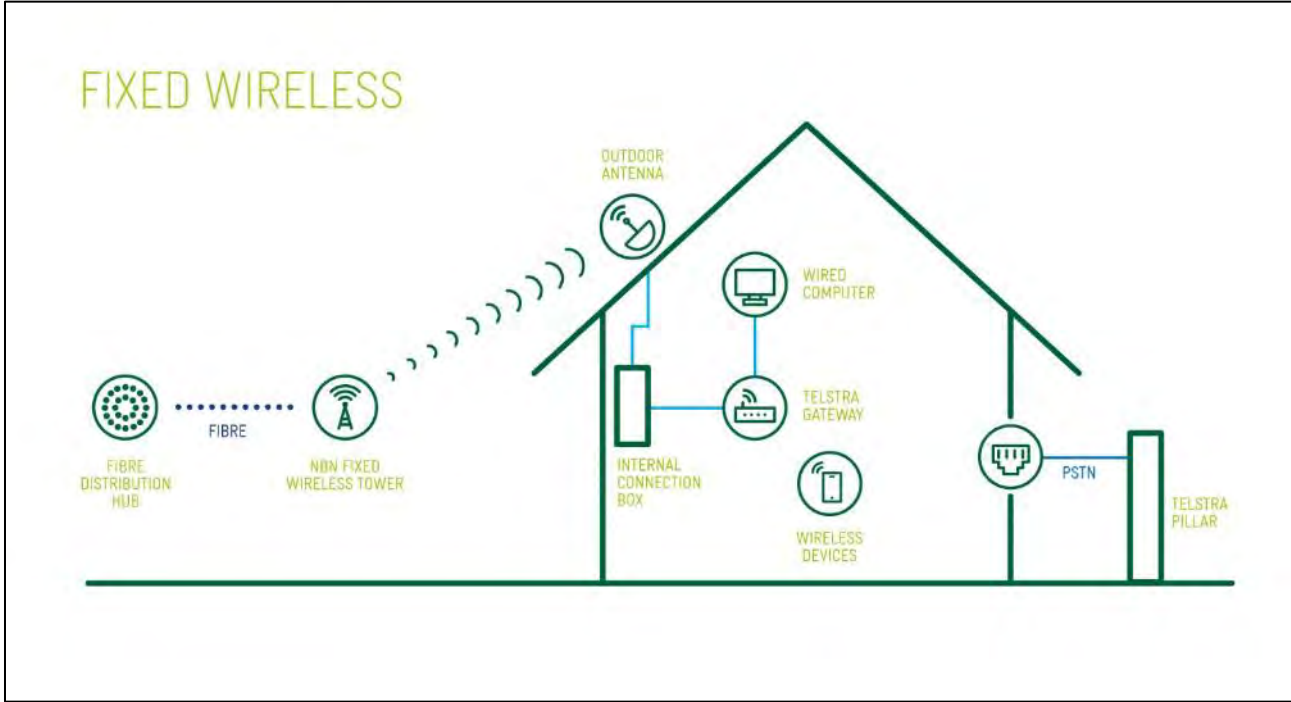 FIXED WIRELESS
OUTDOOR
ANTENNA
WIRED
COMPUTER
TELSTRA
GATEWAY
FIBRE
FIBRE
DISTRIBUTION
HUB
NBN FIXED
WIRELESS TOWER
INTERNAL
CONNECTION
BOX
WIRELESS
DEVICES
PSTN
TELSTRA
PILLAR